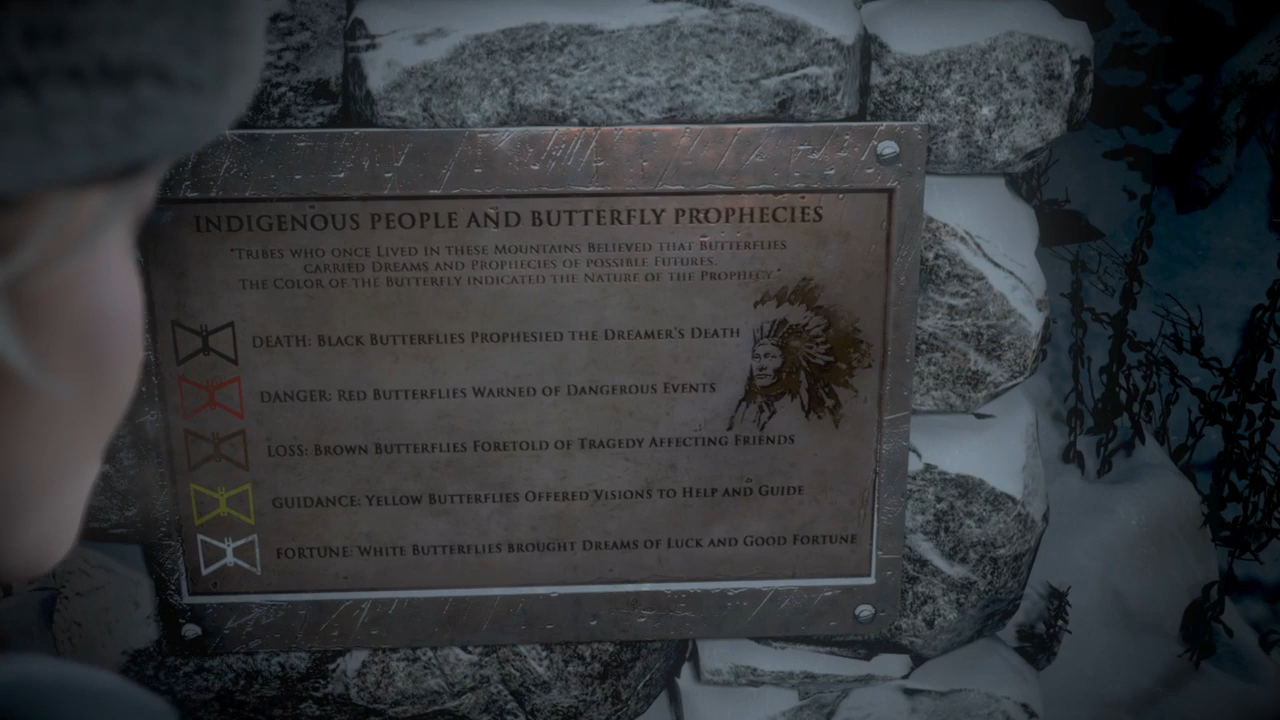 INDIGENOUS PEOPLE AND BUTTERFLY PROPHECIES
"TRIBES WHO ONCE LIVED IN THESE MOUNTAINS BELIEVED THAT BUTTERFLIES
CARRIED DREAMS AND PROPHECIES OF POSSIBLE FUTURES.
THE COLOR OF THE BUTTERFLY INDICATED THE NATURE OF THE PROPHECY."
DEATH: BLACK BUTTERFLIES PROPHESIED THE DREAMER'S DEATH
DANGER: RED BUTTERFLIES WARNED OF DANGEROUS EVENTS
LOSS: BROWN BUTTERFLIES FORETOLD OF TRAGEDY AFFECTING FRIENDS
GUIDANCE: YELLOW BUTTERFLIES OFFERED VISIONS TO HELP AND GUIDE
FORTUNE: WHITE BUTTERFLIES BROUGHT DREAMS OF LUCK AND GOOD FORTUNE